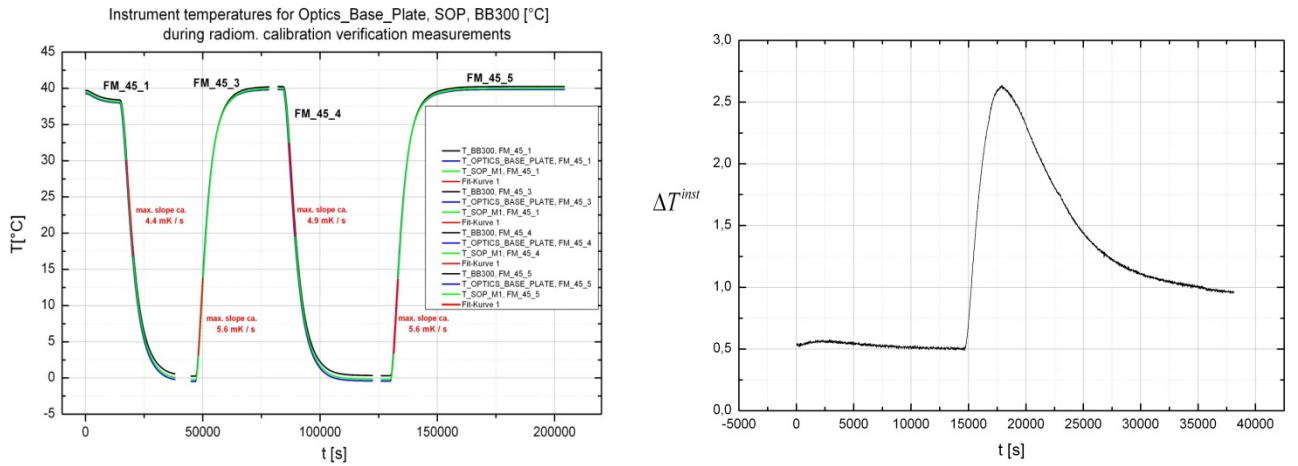 Instrument temperatures for Optics_Base_Plate, SOP, BB300 [°C]
during radiom. calibration verification measurements
45
40
35
30
25
20
15
10
5
0
-5
T[°C]
FM_45_1
FM_45_3
FM_45_4
FM_45_5
max. slope ca.
4.4 mK / s
max. slope ca.
4.9 mK / s
max. slope ca.
5.6 mK / s
max. slope ca.
5.6 mK / s
T_BB300, FM_45_1
T_OPTICS_BASE_PLATE, FM_45_1
T_SOP_M1, FM_45_1
Fit-Kurve 1
T_BB300, FM_45_3
T_OPTICS_BASE_PLATE, FM_45_3
T_SOP_M1, FM_45_1
Fit-Kurve 1
T_BB300, FM_45_4
T_OPTICS_BASE_PLATE, FM_45_4
T_SOP_M1, FM_45_4
Fit-Kurve 1
T_BB300, FM_45_5
T_OPTICS_BASE_PLATE, FM_45_5
T_SOP_M1, FM_45_5
Fit-Kurve 1
0 50000 100000 150000 200000
t [s]
3,0
2,5
2,0
1,5
1,0
0,5
0,0
ΔT^inst
-5000 0 5000 10000 15000 20000 25000 30000 35000 40000
t [s]